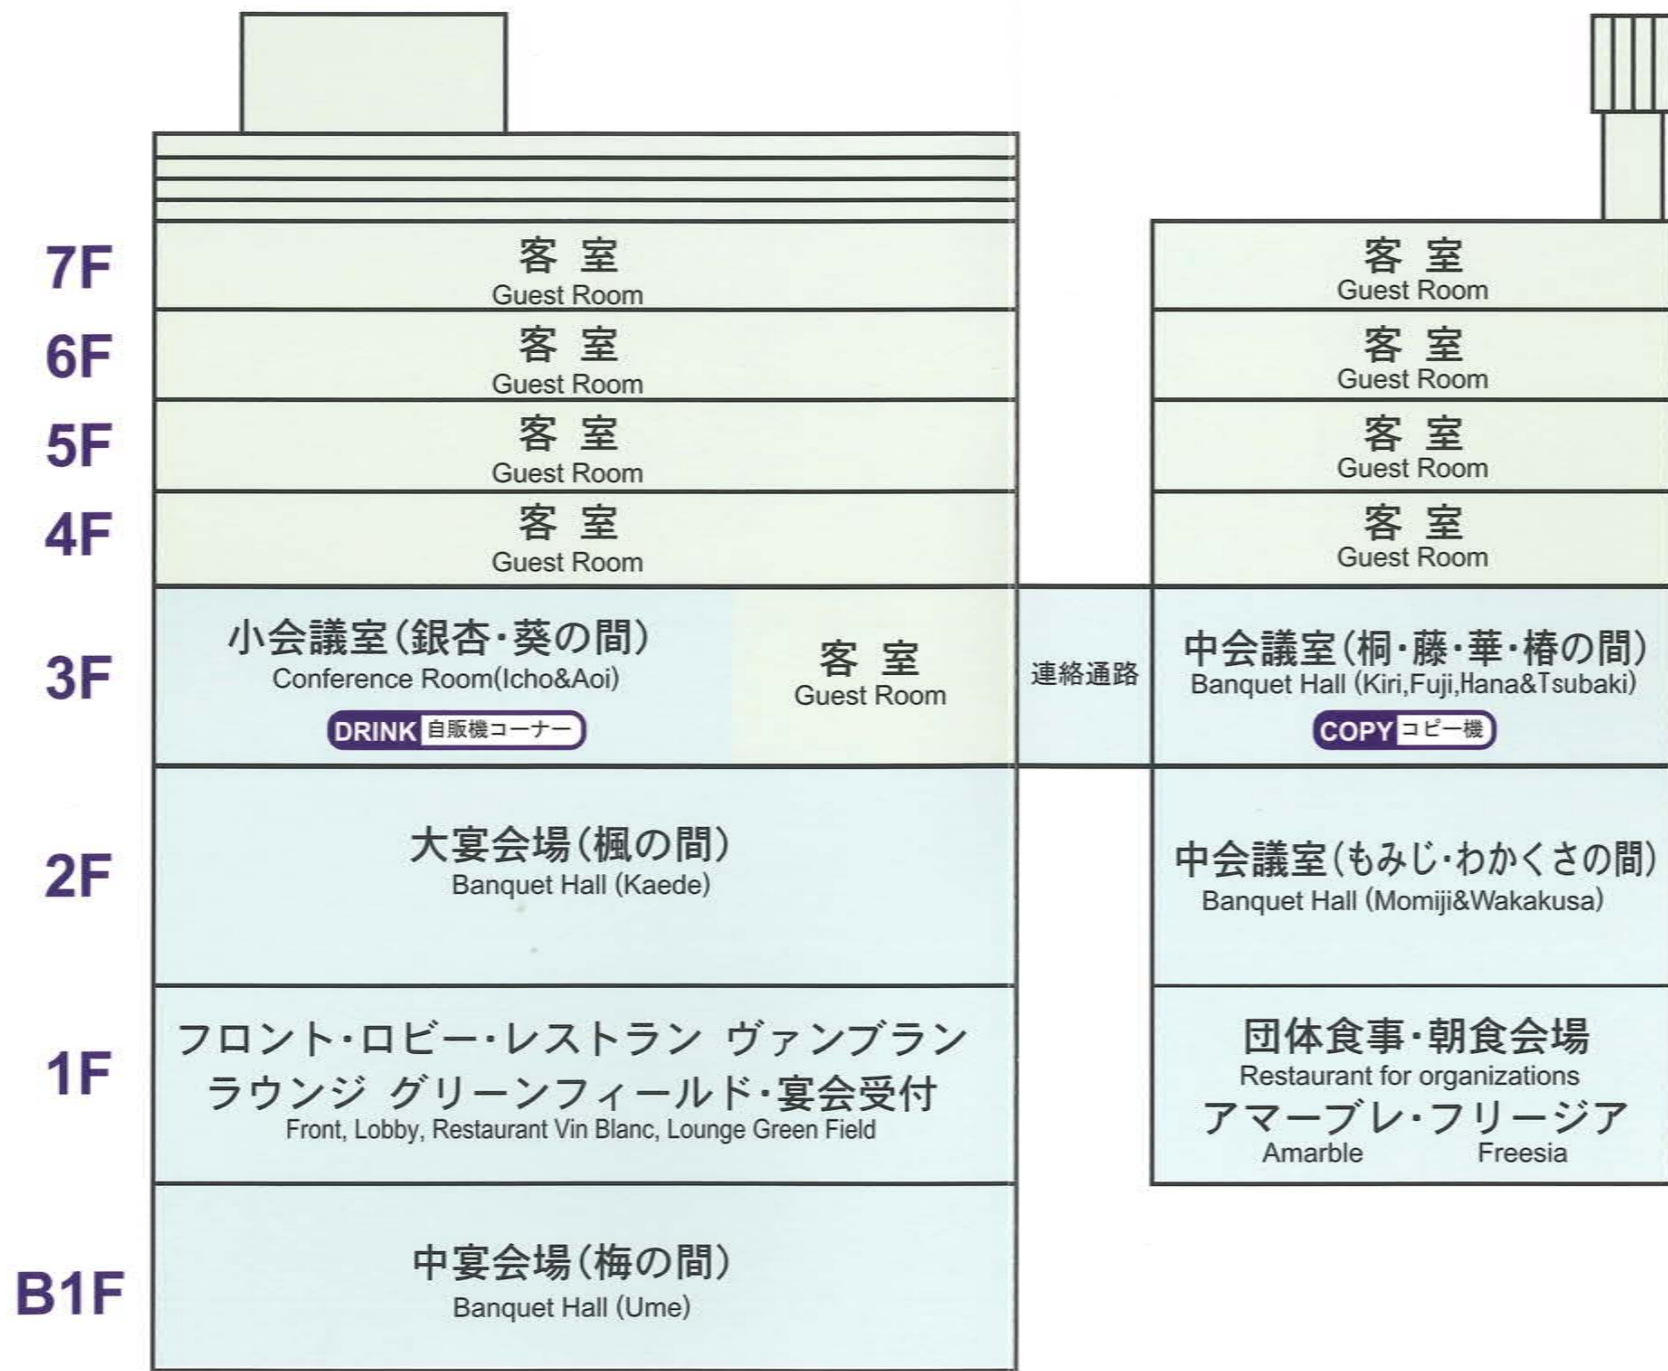 7F
客 室
Guest Room
客 室
Guest Room
6F
客 室
Guest Room
客 室
Guest Room
5F
客 室
Guest Room
客 室
Guest Room
4F
客 室
Guest Room
客 室
Guest Room
3F
小会議室(銀杏・葵の間)
Conference Room(Icho&Aoi)
DRINK 自販機コーナー
客 室
Guest Room
連絡通路
中会議室(桐・藤・華・椿の間)
Banquet Hall (Kiri,Fuji,Hana&Tsubaki)
COPY コピー機
2F
大宴会場(楓の間)
Banquet Hall (Kaede)
中会議室(もみじ・わかくさの間)
Banquet Hall (Momiji&Wakakusa)
1F
フロント・ロビー・レストラン ヴァンブラン
ラウンジ グリーンフィールド・宴会受付
Front, Lobby, Restaurant Vin Blanc, Lounge Green Field
団体食事・朝食会場
Restaurant for organizations
アマーブレ・フリージア
Amarble Freesia
B1F
中宴会場(梅の間)
Banquet Hall (Ume)